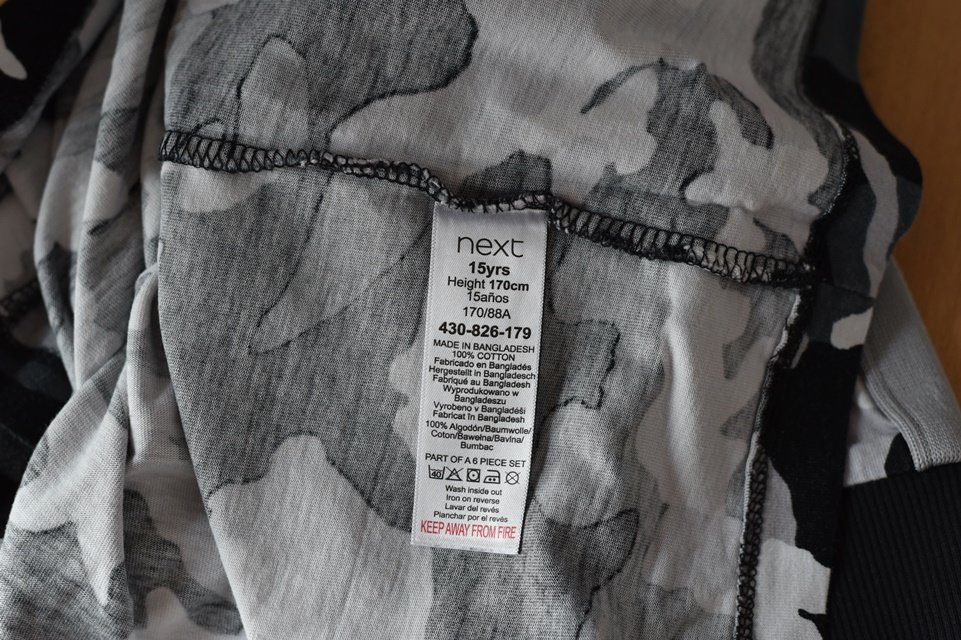 next
15yrs
Height 170cm
15años
170/88A
430-826-179
MADE IN BANGLADESH
100% COTTON
Fabricado en Bangladés
Hergestellt in Bangladesch
Fabriqué au Bangladesh
Wyprodukowano w
Bangladeszu
Vyrobeno v Bangladéši
Fabricat în Bangladesh
100% Algodón/Baumwolle/
Coton/Bawełna/Bavlna/
Bumbac
PART OF A 6 PIECE SET
40
Wash inside out
Iron on reverse
Lavar del revés
Planchar por el revés
KEEP AWAY FROM FIRE